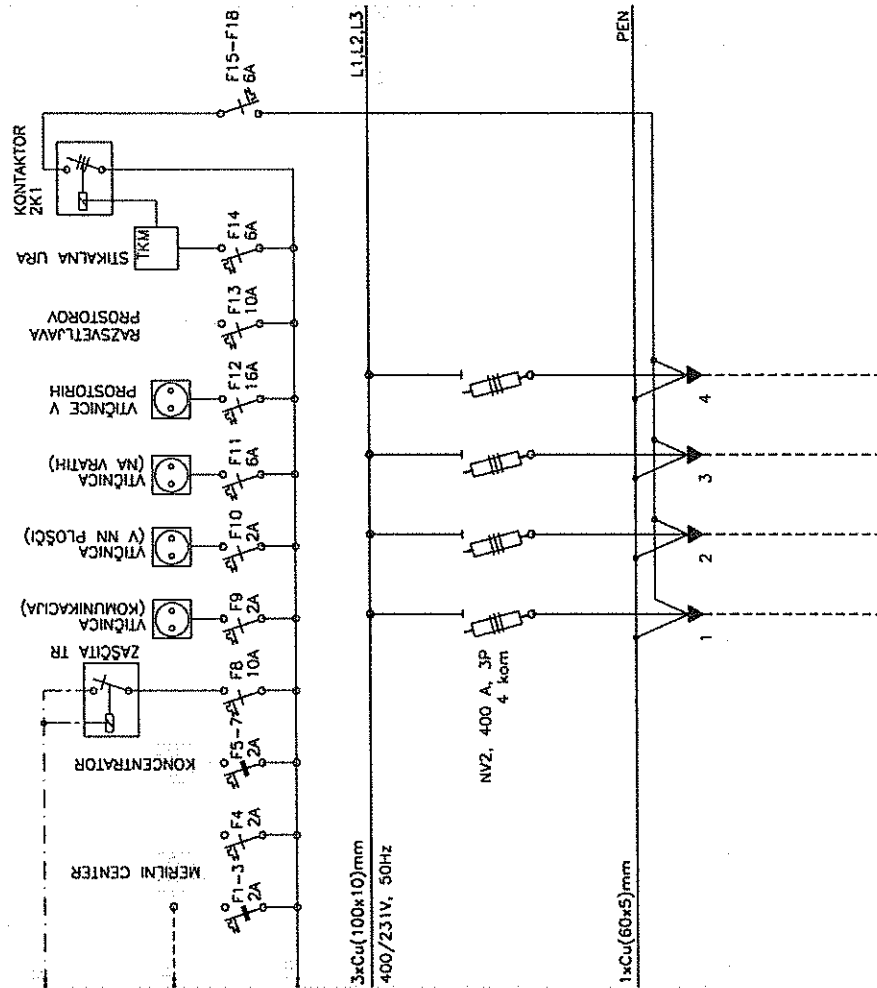 F15-F18
6A
L1,L2,L3
PEN
KONTAKTOR
2K1
STIKALNA URA
TKM
F14
6A
RAZSVETLJAVA
PROSTOROV
F13
10A
VTIČNICE V
PROSTORIH
F12
16A
VTIČNICA
(NA VRATIH)
F11
6A
VTIČNICA
(V NN PLOŠČI)
F10
2A
VTIČNICA
(KOMUNIKACIJA)
F9
2A
ZAŠČITA TR
F8
10A
KONCENTRATOR
F5-7
2A
F4
2A
MERILNI CENTER
F1-3
2A
NV2, 400 A, 3P
4 kom
3xCu(100x10)mm
400/231V, 50Hz
1xCu(60x5)mm
4
3
2
1